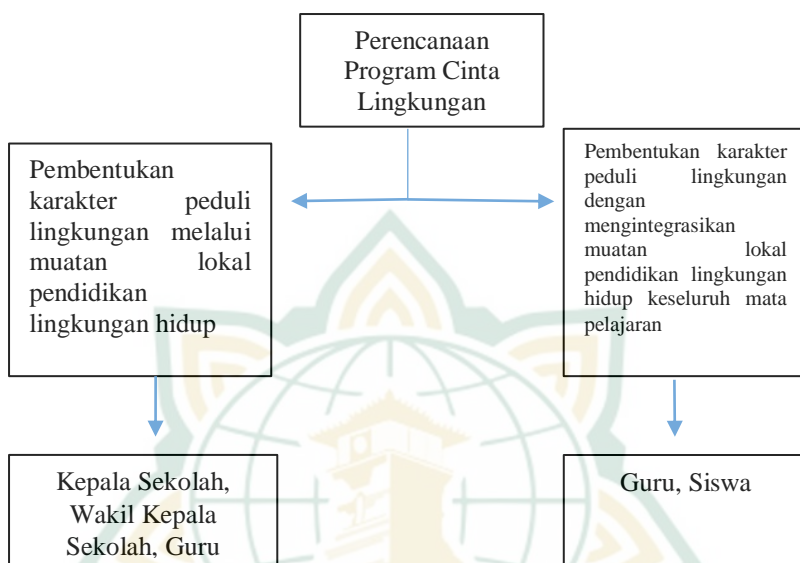 Perencanaan
Program Cinta
Lingkungan
Pembentukan
karakter peduli
lingkungan melalui
muatan lokal
pendidikan
lingkungan hidup
Pembentukan karakter
peduli lingkungan
dengan
mengintegrasikan
muatan lokal
pendidikan lingkungan
hidup keseluruh mata
pelajaran
Kepala Sekolah,
Wakil Kepala
Sekolah, Guru
Guru, Siswa